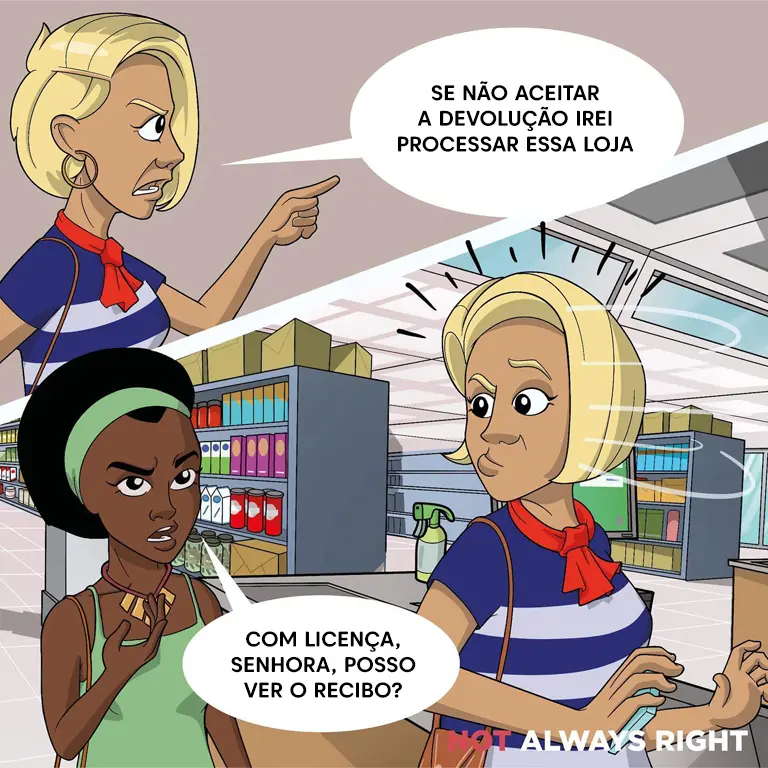 SE NÃO ACEITAR
A DEVOLUÇÃO IREI
PROCESSAR ESSA LOJA
COM LICENÇA,
SENHORA, POSSO
VER O RECIBO?
NOT ALWAYS RIGHT